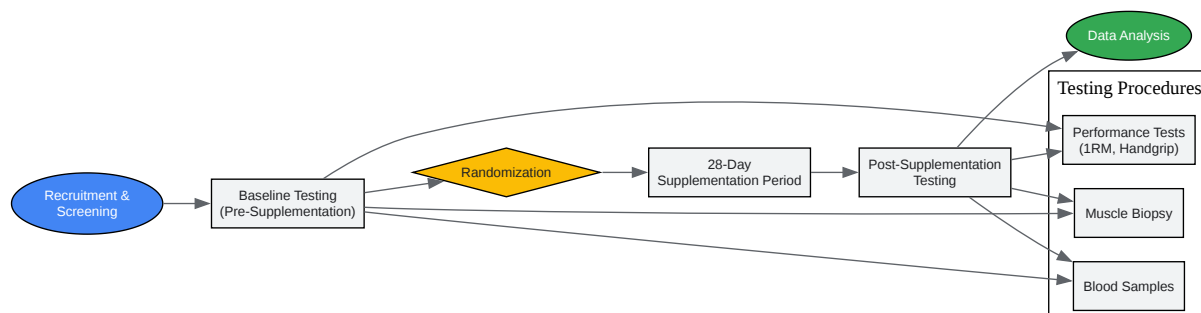 Recruitment &
Screening
Baseline Testing
(Pre-Supplementation)
Randomization
28-Day
Supplementation Period
Post-Supplementation
Testing
Data Analysis
Testing Procedures
Performance Tests
(1RM, Handgrip)
Muscle Biopsy
Blood Samples